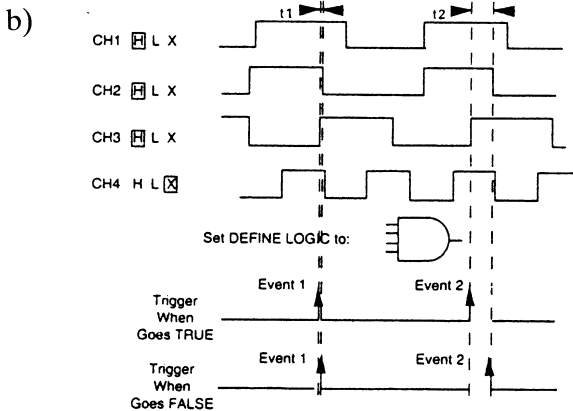 b)
t1
t2
CH1 H L X
CH2 H L X
CH3 H L X
CH4 H L X
Set DEFINE LOGIC to:
Event 1
Event 2
Trigger
When
Goes TRUE
Event 1
Event 2
Trigger
When
Goes FALSE